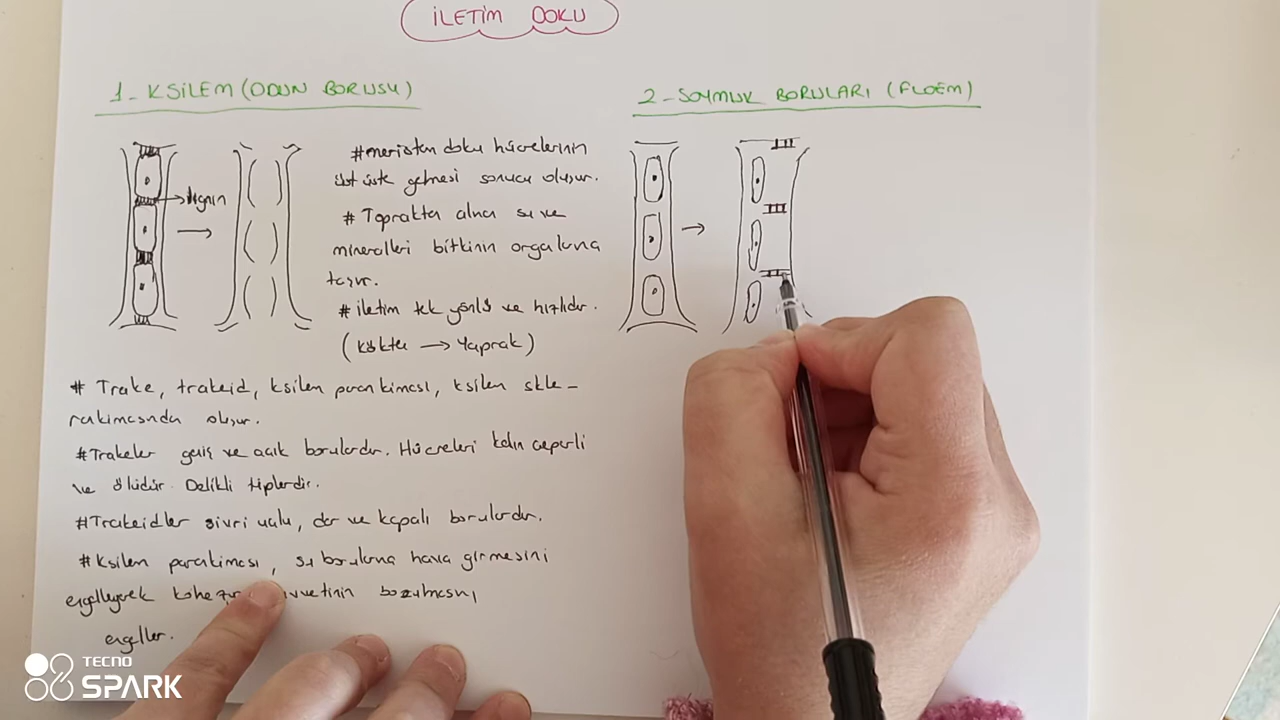 İLETİM DOKU
1- KSİLEM (ODUN BORUSU)
lignin
#meristem doku hücrelerinin
üst üste gelmesi sonucu oluşur.
# Topraktan alınan su ve
mineralleri bitkinin organlarına
taşır.
# iletim tek yönlü ve hızlıdır.
(Kökten → Yaprak)
# Trake, trakeid, ksilem parankiması, ksilem skle-
renkimasından oluşur.
#Trakeler geniş ve açık borulardır. Hücreleri kalın çeperli
ve ölüdür. Delikli tiplerdir.
#Trakeidler sivri uçlu, dar ve kapalı borulardır.
#Ksilem parankiması, su borularına hava girmesini
engelleyerek bozulmasını
engeller.
2- SOYMUK BORULARI (FLOEM)
TECNO
SPARK